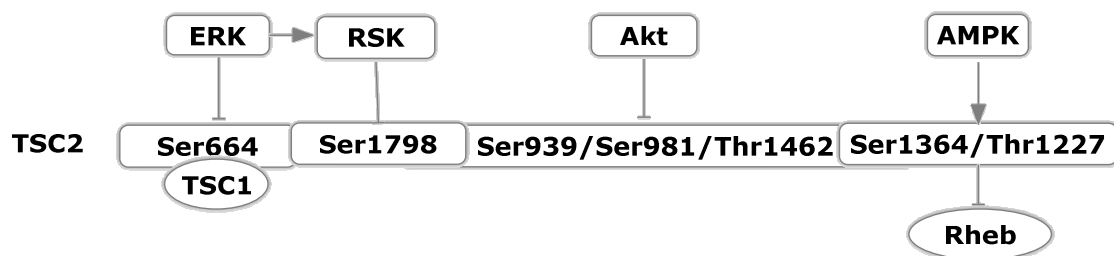 ERK
RSK
Akt
AMPK
TSC2
Ser664
Ser1798
Ser939/Ser981/Thr1462
Ser1364/Thr1227
TSC1
Rheb